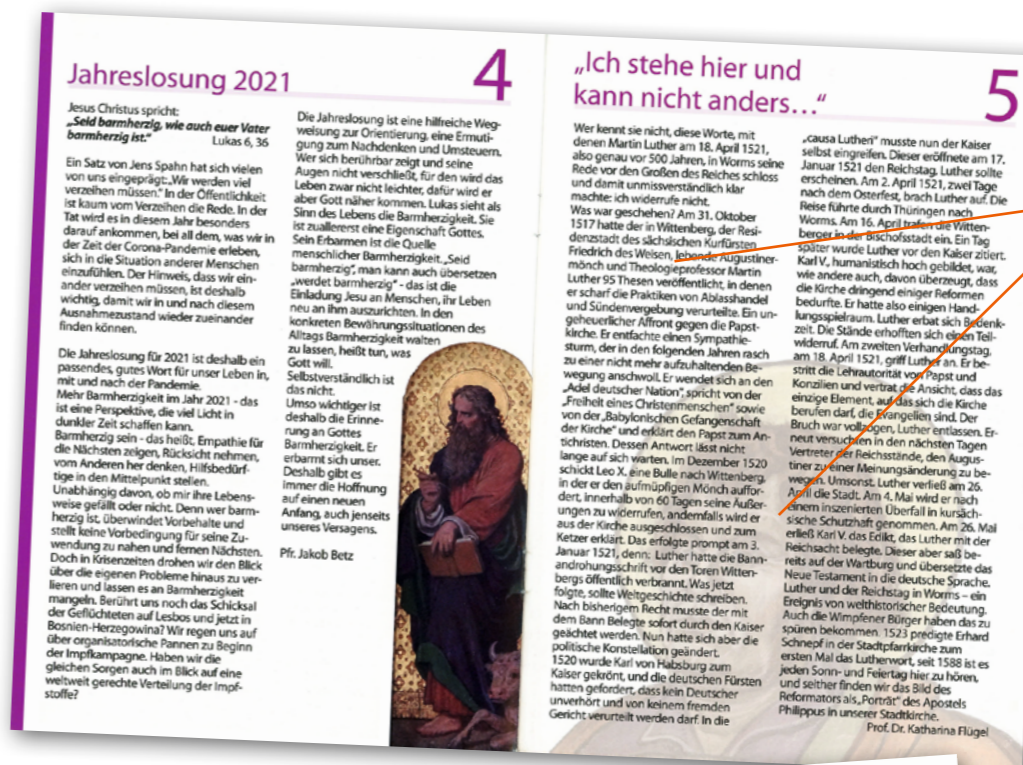 Jahreslosung 2021
4
Jesus Christus spricht:
„Seid barmherzig, wie auch euer Vater
barmherzig ist.“ Lukas 6, 36
Ein Satz von Jens Spahn hat sich vielen
von uns eingeprägt:„Wir werden viel
verzeihen müssen.“ In der Öffentlichkeit
ist kaum vom Verzeihen die Rede. In der
Tat wird es in diesem Jahr besonders
darauf ankommen, bei all dem, was wir in
der Zeit der Corona-Pandemie erleben,
sich in die Situation anderer Menschen
einzufühlen. Der Hinweis, dass wir ein-
ander verzeihen müssen, ist deshalb
wichtig, damit wir in und nach diesem
Ausnahmezustand wieder zueinander
finden können.
Die Jahreslosung für 2021 ist deshalb ein
passendes, gutes Wort für unser Leben in,
mit und nach der Pandemie.
Mehr Barmherzigkeit im Jahr 2021 - das
ist eine Perspektive, die viel Licht in
dunkler Zeit schaffen kann.
Barmherzig sein - das heißt, Empathie für
die Nächsten zeigen, Rücksicht nehmen,
vom Anderen her denken, Hilfsbedürf-
tige in den Mittelpunkt stellen.
Unabhängig davon, ob mir ihre Lebens-
weise gefällt oder nicht. Denn wer barm-
herzig ist, überwindet Vorbehalte und
stellt keine Vorbedingung für seine Zu-
wendung zu nahen und fernen Nächsten.
Doch in Krisenzeiten drohen wir den Blick
über die eigenen Probleme hinaus zu ver-
lieren und lassen es an Barmherzigkeit
mangeln. Berührt uns noch das Schicksal
der Geflüchteten auf Lesbos und jetzt in
Bosnien-Herzegowina? Wir regen uns auf
über organisatorische Pannen zu Beginn
der Impfkampagne. Haben wir die
gleichen Sorgen auch im Blick auf eine
weltweit gerechte Verteilung der Impf-
stoffe?
Die Jahreslosung ist eine hilfreiche Weg-
weisung zur Orientierung, eine Ermuti-
gung zum Nachdenken und Umsteuern.
Wer sich berührbar zeigt und seine
Augen nicht verschließt, für den wird das
Leben zwar nicht leichter, dafür wird er
aber Gott näher kommen. Lukas sieht als
Sinn des Lebens die Barmherzigkeit. Sie
ist zuallererst eine Eigenschaft Gottes.
Sein Erbarmen ist die Quelle
menschlicher Barmherzigkeit. „Seid
barmherzig“, man kann auch übersetzen
„werdet barmherzig“ - das ist die
Einladung Jesu an Menschen, ihr Leben
neu an ihm auszurichten. In den
konkreten Bewährungssituationen des
Alltags Barmherzigkeit walten
zu lassen, heißt tun, was
Gott will.
Selbstverständlich ist
das nicht.
Umso wichtiger ist
deshalb die Erinne-
rung an Gottes
Barmherzigkeit. Er
erbarmt sich unser.
Deshalb gibt es
immer die Hoffnung
auf einen neuen
Anfang, auch jenseits
unseres Versagens.
Pfr. Jakob Betz
„Ich stehe hier und
kann nicht anders…“
5
Wer kennt sie nicht, diese Worte, mit
denen Martin Luther am 18. April 1521,
also genau vor 500 Jahren, in Worms seine
Rede vor den Großen des Reiches schloss
und damit unmissverständlich klar
machte: ich widerrufe nicht.
Was war geschehen? Am 31. Oktober
1517 hatte der in Wittenberg, der Resi-
denzstadt des sächsischen Kurfürsten
Friedrich des Weisen, lebende Augustiner-
mönch und Theologieprofessor Martin
Luther 95 Thesen veröffentlicht, in denen
er scharf die Praktiken von Ablasshandel
und Sündenvergebung verurteilte. Ein un-
geheuerlicher Affront gegen die Papst-
kirche. Er entfachte einen Sympathie-
sturm, der in den folgenden Jahren rasch
zu einer nicht mehr aufzuhaltenden Be-
wegung anschwoll. Er wendet sich an den
„Adel deutscher Nation“, spricht von der
„Freiheit eines Christenmenschen“ sowie
von der „Babylonischen Gefangenschaft
der Kirche“ und erklärt den Papst zum An-
tichristen. Dessen Antwort lässt nicht
lange auf sich warten. Im Dezember 1520
schickt Leo X. eine Bulle nach Wittenberg,
in der er den aufmüpfigen Mönch auffor-
dert, innerhalb von 60 Tagen seine Äußer-
ungen zu widerrufen, andernfalls wird er
aus der Kirche ausgeschlossen und zum
Ketzer erklärt. Das erfolgte prompt am 3.
Januar 1521, denn: Luther hatte die Bann-
androhungsschrift vor den Toren Witten-
bergs öffentlich verbrannt. Was jetzt
folgte, sollte Weltgeschichte schreiben.
Nach bisherigem Recht musste der mit
dem Bann Belegte sofort durch den Kaiser
geächtet werden. Nun hatte sich aber die
politische Konstellation geändert.
1520 wurde Karl von Habsburg zum
Kaiser gekrönt, und die deutschen Fürsten
hatten gefordert, dass kein Deutscher
unverhört und von keinem fremden
Gericht verurteilt werden darf. In die
„causa Lutheri“ musste nun der Kaiser
selbst eingreifen. Dieser eröffnete am 17.
Januar 1521 den Reichstag. Luther sollte
erscheinen. Am 2. April 1521, zwei Tage
nach dem Osterfest, brach Luther auf. Die
Reise führte durch Thüringen nach
Worms. Am 16. April trafen die Witten-
berger in der Bischofsstadt ein. Ein Tag
später wurde Luther vor den Kaiser zitiert.
Karl V., humanistisch hoch gebildet, war,
wie andere auch, davon überzeugt, dass
die Kirche dringend einiger Reformen
bedurfte. Er hatte also einigen Hand-
lungsspielraum. Luther erbat sich Bedenk-
zeit. Die Stände erhofften sich einen Teil-
widerruf. Am zweiten Verhandlungstag,
am 18. April 1521, griff Luther an. Er be-
stritt die Lehrautorität von Papst und
Konzilien und vertrat die Ansicht, dass das
einzige Element, auf das sich die Kirche
berufen darf, die Evangelien sind. Der
Bruch war vollzogen, Luther entlassen. Er-
neut versuchen in den nächsten Tagen
Vertreter der Reichsstände, den Augus-
tiner zu einer Meinungsänderung zu be-
wegen. Umsonst. Luther verließ am 26.
April die Stadt. Am 4. Mai wird er nach
einem inszenierten Überfall in kursäch-
sische Schutzhaft genommen. Am 26. Mai
erließ Karl V. das Edikt, das Luther mit der
Reichsacht belegte. Dieser aber saß be-
reits auf der Wartburg und übersetzte das
Neue Testament in die deutsche Sprache.
Luther und der Reichstag in Worms – ein
Ereignis von welthistorischer Bedeutung.
Auch die Wimpfener Bürger haben das zu
spüren bekommen. 1523 predigte Erhard
Schnepf in der Stadtpfarrkirche zum
ersten Mal das Lutherwort, seit 1588 ist es
jeden Sonn- und Feiertag hier zu hören,
und seither finden wir das Bild des
Reformators als „Porträt“ des Apostels
Philippus in unserer Stadtkirche.
Prof. Dr. Katharina Flügel